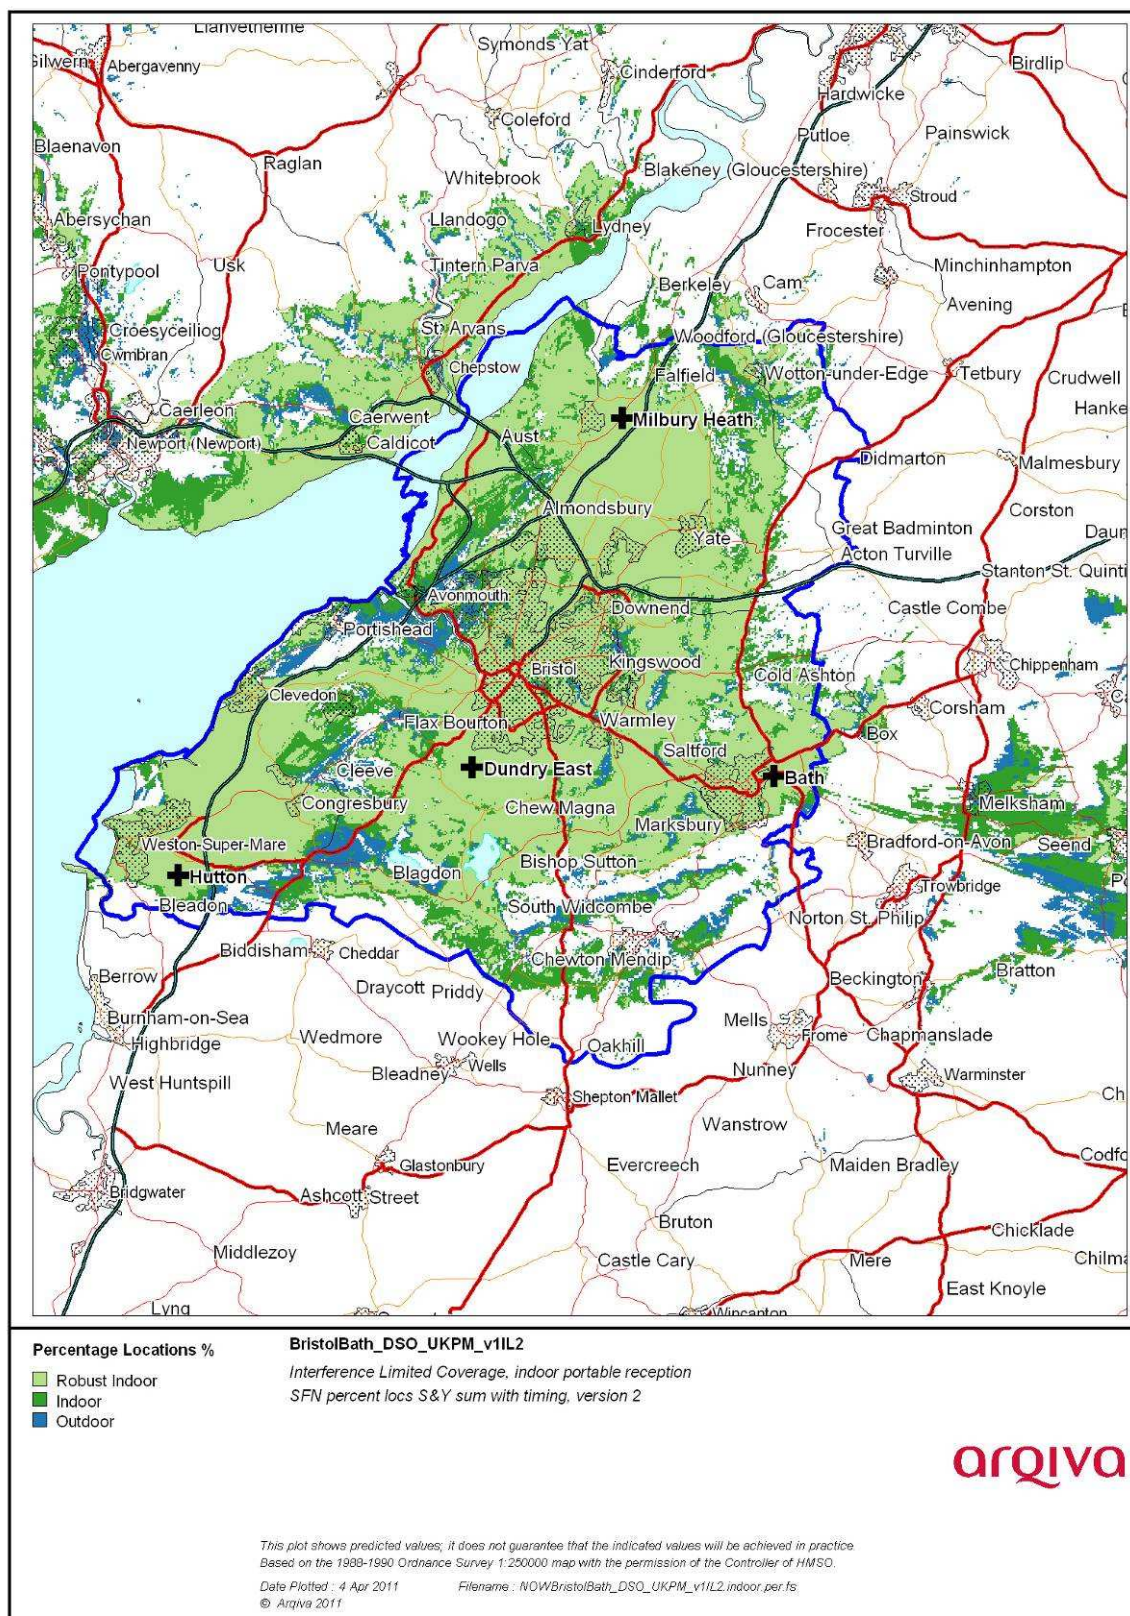 Llanvetherine
Symonds Yat
Gilwern
Abergavenny
Cinderford
Birdlip
Hardwicke
Coleford
Putloe
Painswick
Blaenavon
Raglan
Blakeney (Gloucestershire)
Whitebrook
Stroud
Abersychan
Llandogo
Lydney
Frocester
Usk
Tintern Parva
Minchinhampton
Pontypool
Berkeley
Cam
Avening
Croesyceiliog
St. Arvans
Woodford (Gloucestershire)
Cwmbran
Chepstow
Falfield
Wotton-under-Edge
Tetbury
Crudwell
Caerleon
Caerwent
Milbury Heath
Hanke
Newport (Newport)
Caldicot
Aust
Didmarton
Malmesbury
Almondsbury
Corston
Yate
Great Badminton
Daun
Acton Turville
Stanton St. Quinti
Avonmouth
Downend
Castle Combe
Portishead
Bristol
Kingswood
Chippenham
Cold Ashton
Clevedon
Corsham
Flax Bourton
Warmley
Box
Saltford
Cleeve
Dundry East
Bath
Congresbury
Chew Magna
Melksham
Marksbury
Weston-Super-Mare
Bradford-on-Avon
Seend
Bishop Sutton
Hutton
Blagdon
Trowbridge
Po
Bleadon
South Widcombe
Norton St. Philip
Biddisham
Cheddar
Chewton Mendip
Berrow
Beckington
Bratton
Draycott
Priddy
Burnham-on-Sea
Mells
Wedmore
Wookey Hole
Oakhill
Frome
Chapmanslade
Highbridge
Bleadney
Wells
Nunney
West Huntspill
Warminster
Shepton Mallet
Ch
Meare
Wanstrow
Glastonbury
Evercreech
Maiden Bradley
Codfo
Bridgwater
Ashcott
Street
Bruton
Chicklade
Middlezoy
Castle Cary
Mere
Chilma
East Knoyle
Lyng
Wincanton
Percentage Locations %
Robust Indoor
Indoor
Outdoor
BristolBath_DSO_UKPM_v1IL2
Interference Limited Coverage, indoor portable reception
SFN percent locs S&Y sum with timing, version 2
arqiva
This plot shows predicted values; it does not guarantee that the indicated values will be achieved in practice
Based on the 1988-1990 Ordnance Survey 1:250000 map with the permission of the Controller of HMSO.
Date Plotted : 4 Apr 2011 Filename : NOWBristolBath_DSO_UKPM_v1IL2.indoor.per.fs
© Arqiva 2011